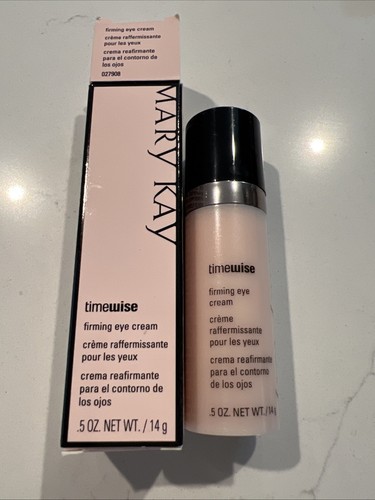 firming eye cream
crème raffermissante
pour les yeux
crema reafirmante
para el contorno de
los ojos
027908
MARY KAY
timewise
firming eye cream
crème raffermissante
pour les yeux
crema reafirmante
para el contorno de
los ojos
.5 OZ. NET WT. / 14 g
timewise
firming eye
cream
crème
raffermissante
pour les yeux
crema reafirmante
para el contorno
de los ojos
.5 OZ. NET WT. / 14 g